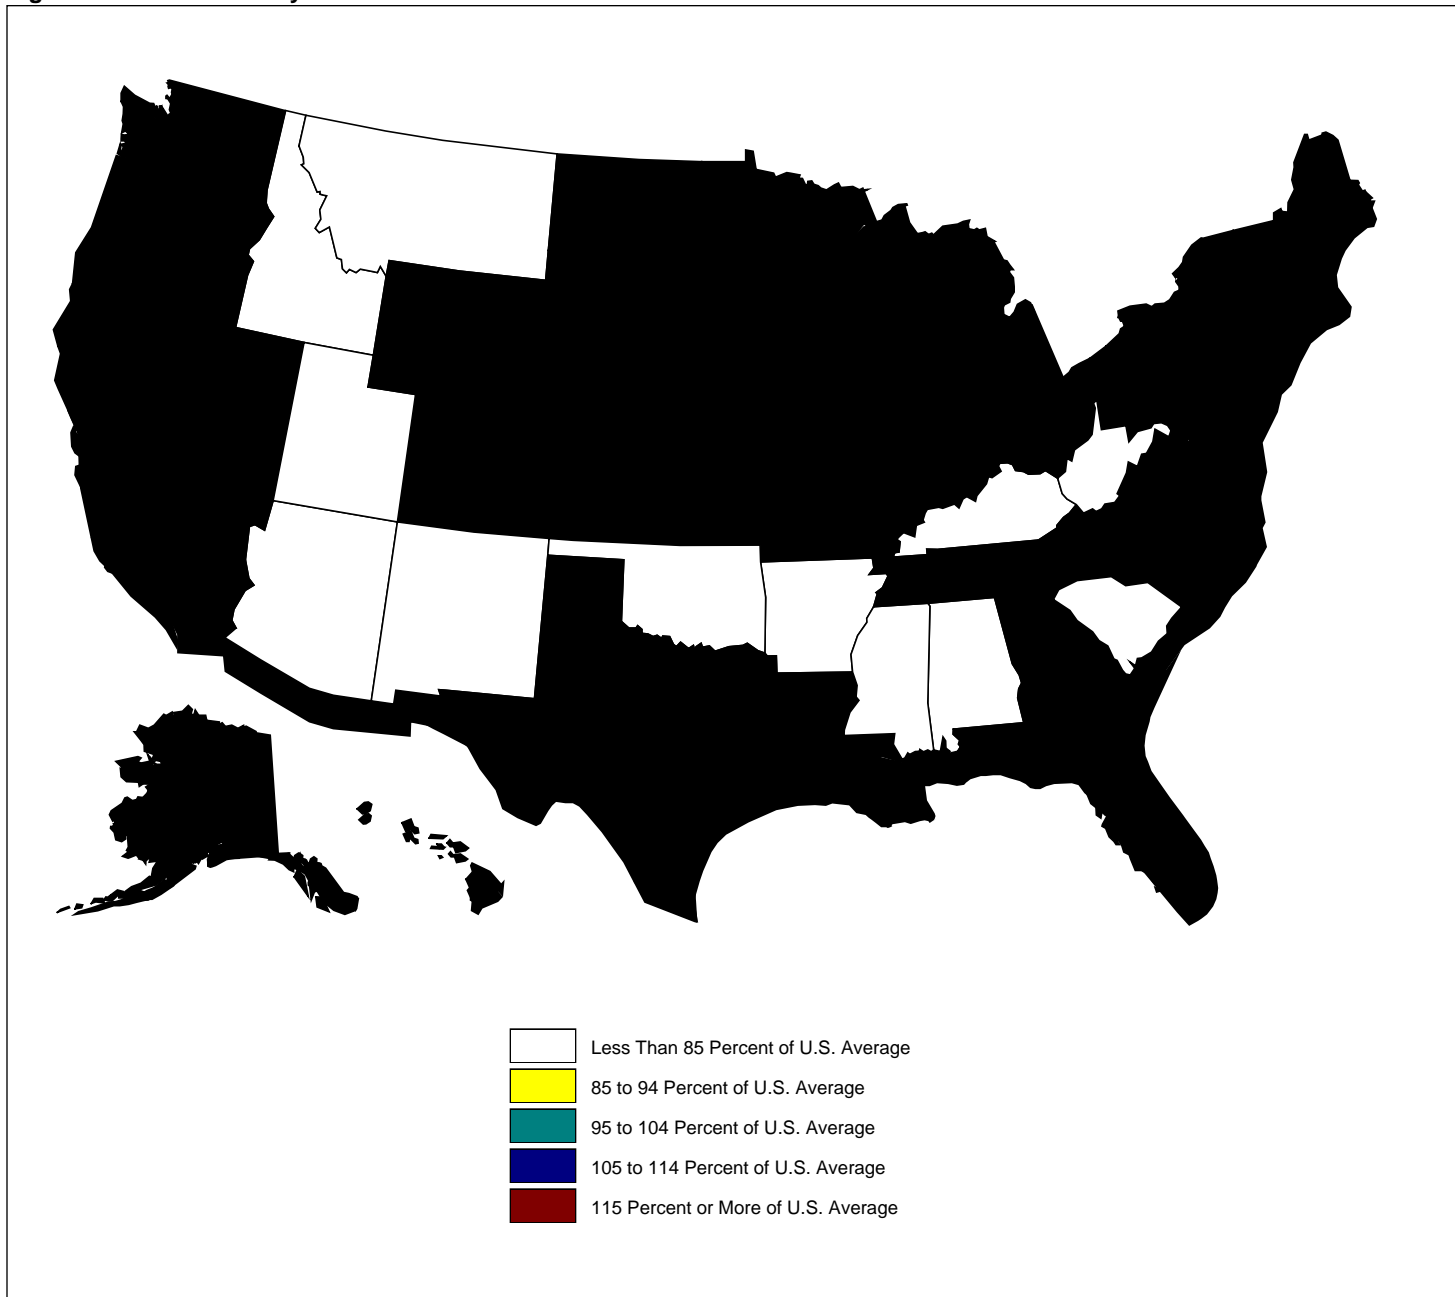 Less Than 85 Percent of U.S. Average
85 to 94 Percent of U.S. Average
95 to 104 Percent of U.S. Average
105 to 114 Percent of U.S. Average
115 Percent or More of U.S. Average